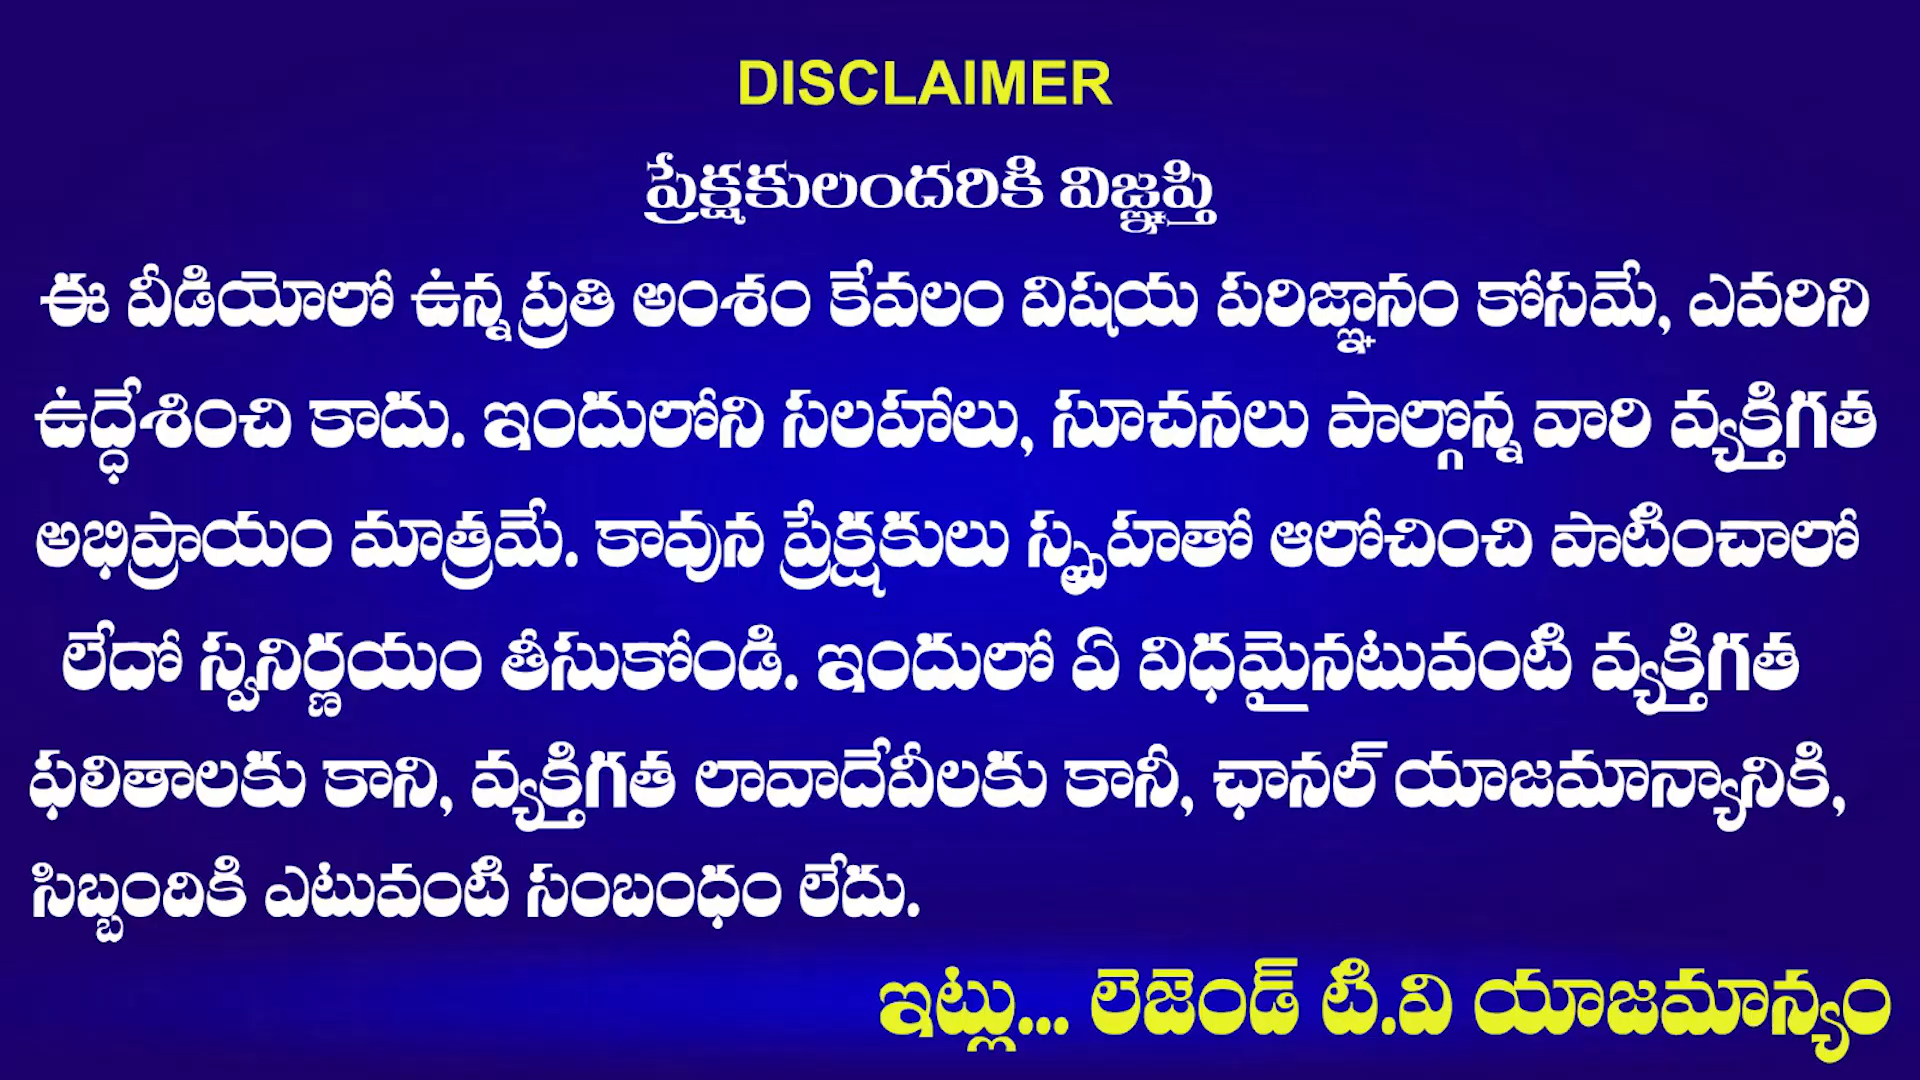 DISCLAIMER
ప్రేక్షకులందరికి విజ్ఞప్తి
ఈ వీడియోలో ఉన్న ప్రతి అంశం కేవలం విషయ పరిజ్ఞానం కోసమే, ఎవరిని
ఉద్ధేశించి కాదు. ఇందులోని సలహాలు, సూచనలు పాల్గొన్న వారి వ్యక్తిగత
అభిప్రాయం మాత్రమే. కావున ప్రేక్షకులు స్పృహతో ఆలోచించి పాటించాలో
లేదో స్వనిర్ణయం తీసుకోండి. ఇందులో ఏ విధమైనటువంటి వ్యక్తిగత
ఫలితాలకు కాని, వ్యక్తిగత లావాదేవీలకు కానీ, ఛానల్ యాజమాన్యానికి,
సిబ్బందికి ఎటువంటి సంబంధం లేదు.
ఇట్లు... లెజెండ్ టి.వి యాజమాన్యం